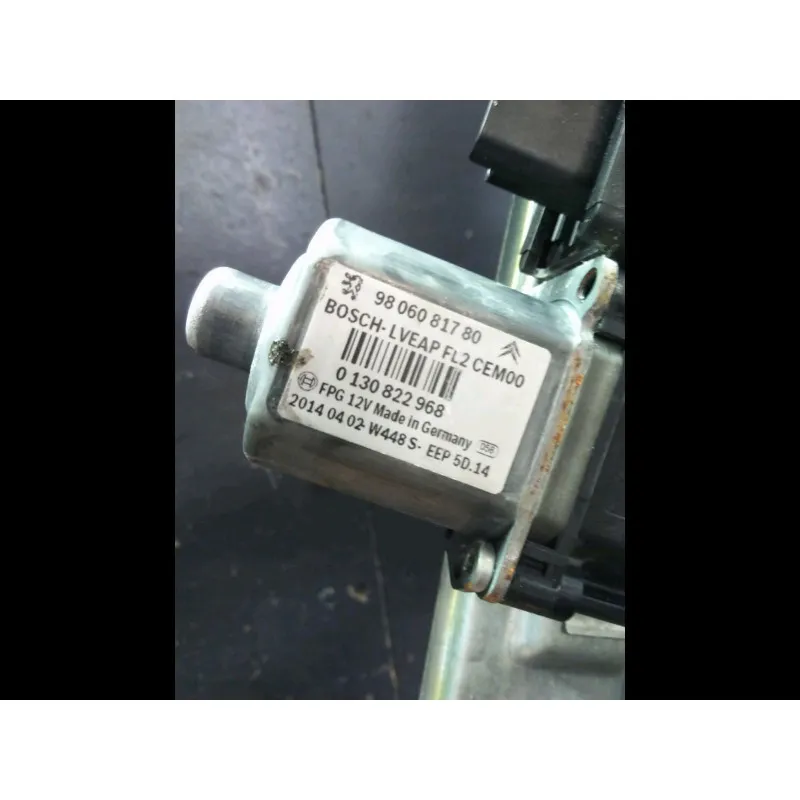 98 060 817 80
BOSCH-LVEAP FL2 CEM00
0 130 822 968
FPG 12V Made in Germany 058
2014 04 02-W448 S- EEP 5D.14